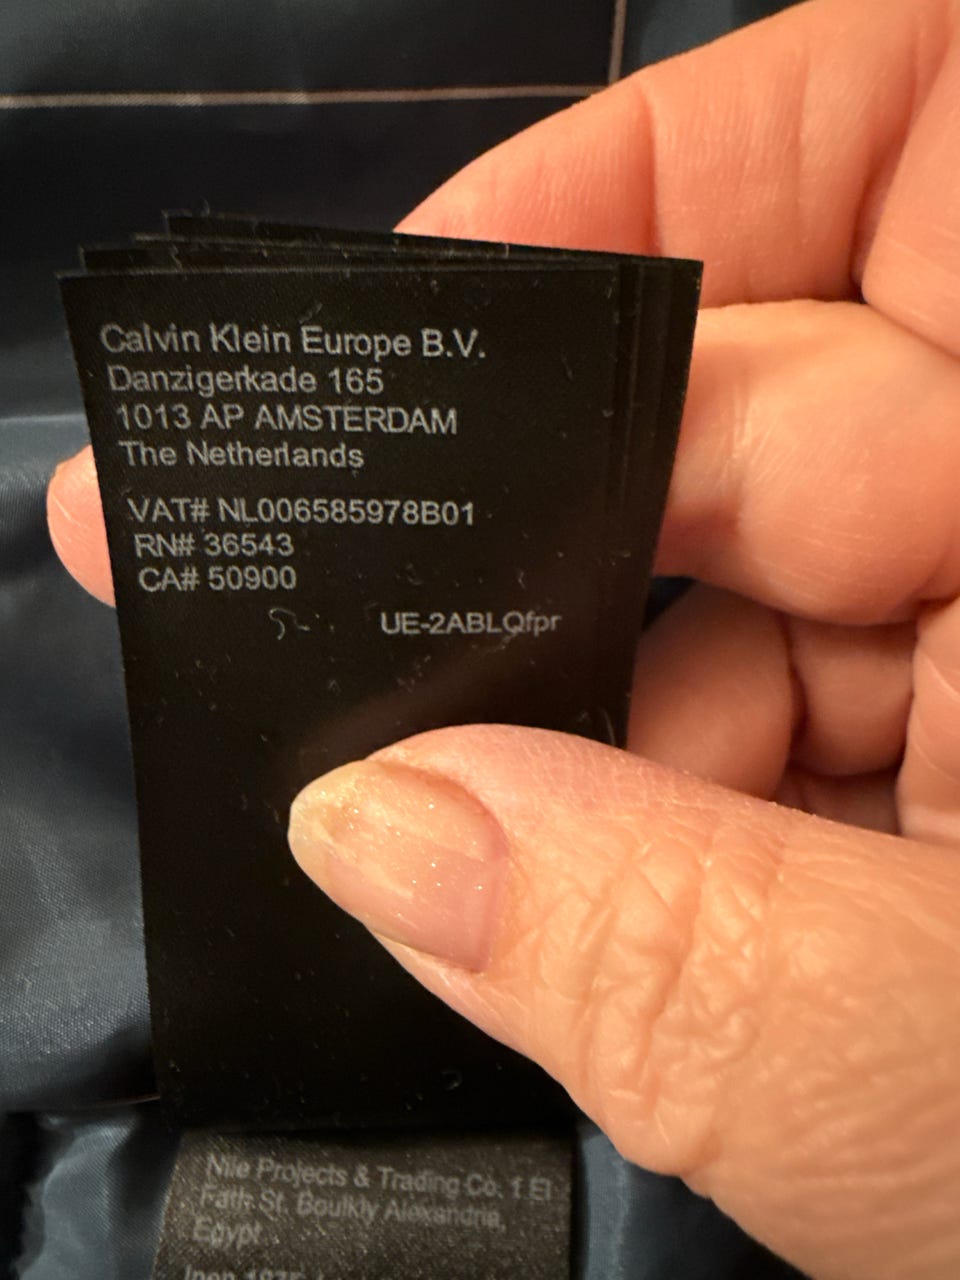 Calvin Klein Europe B.V.
Danzigerkade 165
1013 AP AMSTERDAM
The Netherlands
VAT# NL006585978B01
RN# 36543
CA# 50900
UE-2ABLQfpr
Nile Projects & Trading Co. 1 El
Fath St. Boulkly Alexandria,
Egypt